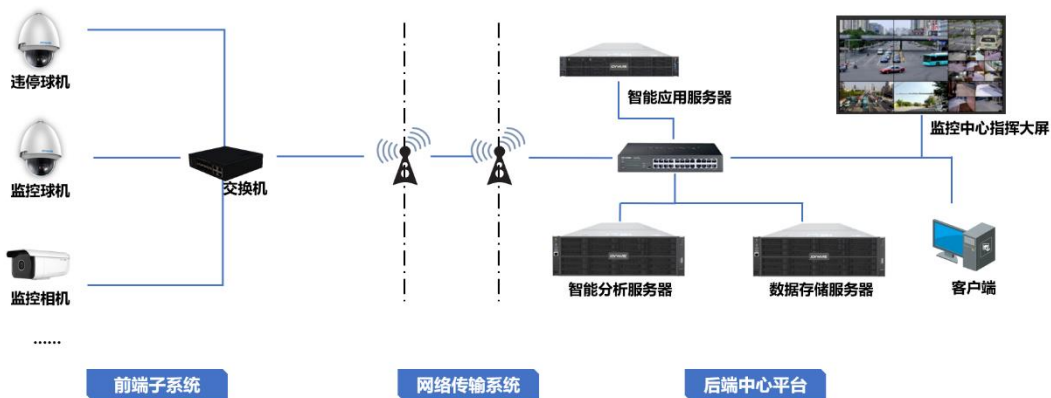 违停球机
监控球机
监控相机
……
交换机
智能应用服务器
智能分析服务器
数据存储服务器
监控中心指挥大屏
客户端
前端子系统
网络传输系统
后端中心平台